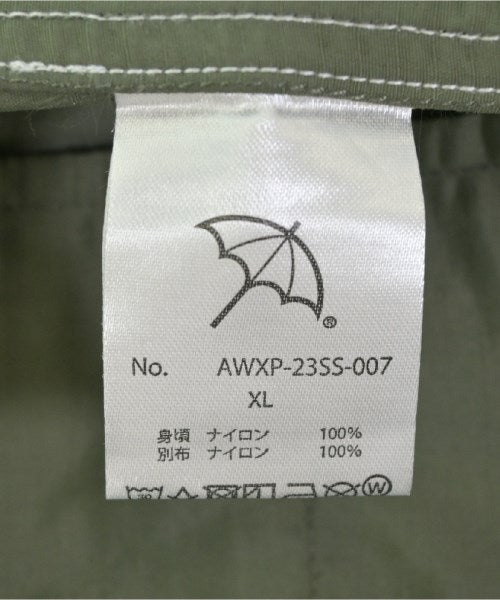 ®
No. AWXP-23SS-007
XL
身頃 ナイロン 100%
別布 ナイロン 100%
W